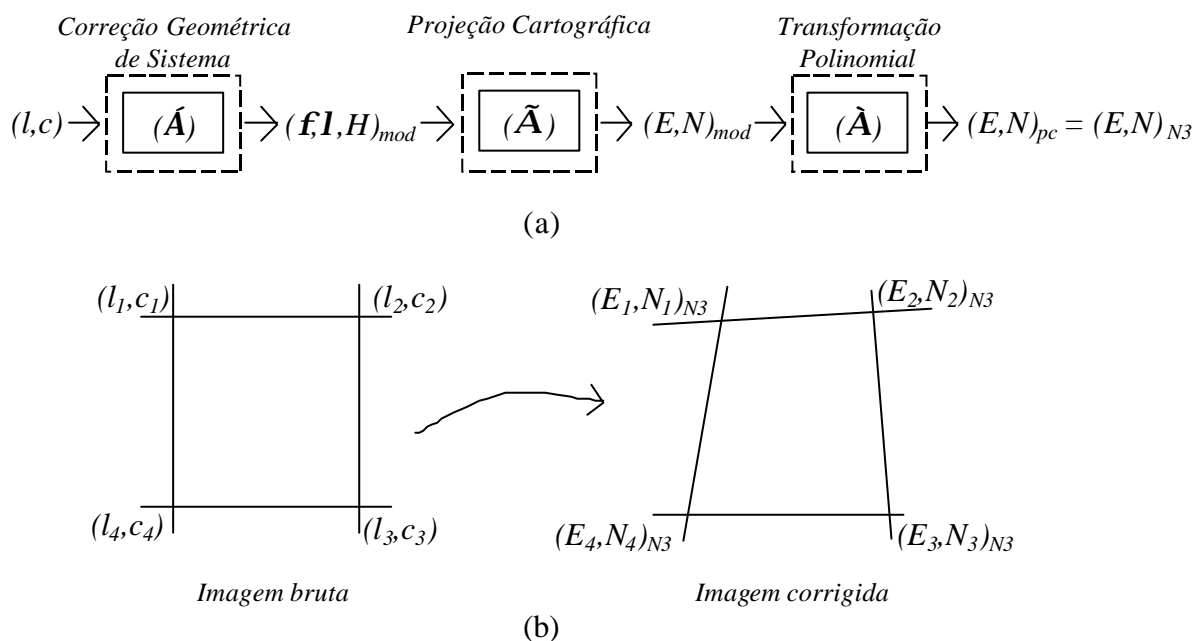 Correção Geométrica
de Sistema
Projeção Cartográfica
Transformação
Polinomial
(l,c)
(Á)
(f,l,H)mod
(Ã)
(E,N)mod
(À)
(E,N)pc = (E,N) N3
(a)
(l1,c1)
(l2,c2)
(E1,N1)N3
(E2,N2)N3
(l4,c4)
(l3,c3)
(E4,N4)N3
(E3,N3)N3
Imagem bruta
Imagem corrigida
(b)